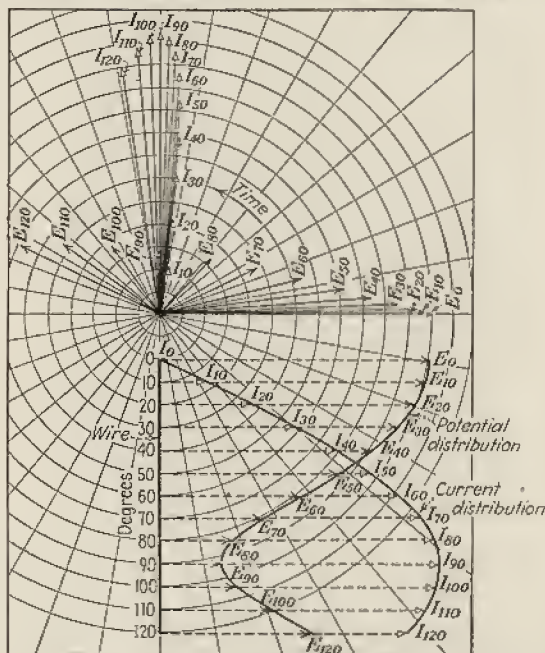 I100 I90
I110 I80
I120 I70
I60
I50
I40
I30
Time
I20
I10
E120
E110
E100
E90
E80
E70
E60
E50
E40
E30
E20
E10
E0
0
10
20
30
40
50
60
70
80
90
100
110
120
Wire
Degrees
I0
I10
I20
I30
I40
I50
I60
I70
I80
I90
I100
I110
I120
E0
E10
E20
E30
E40
E50
E60
E70
E80
E90
E100
E120
Potential
distribution
Current
distribution